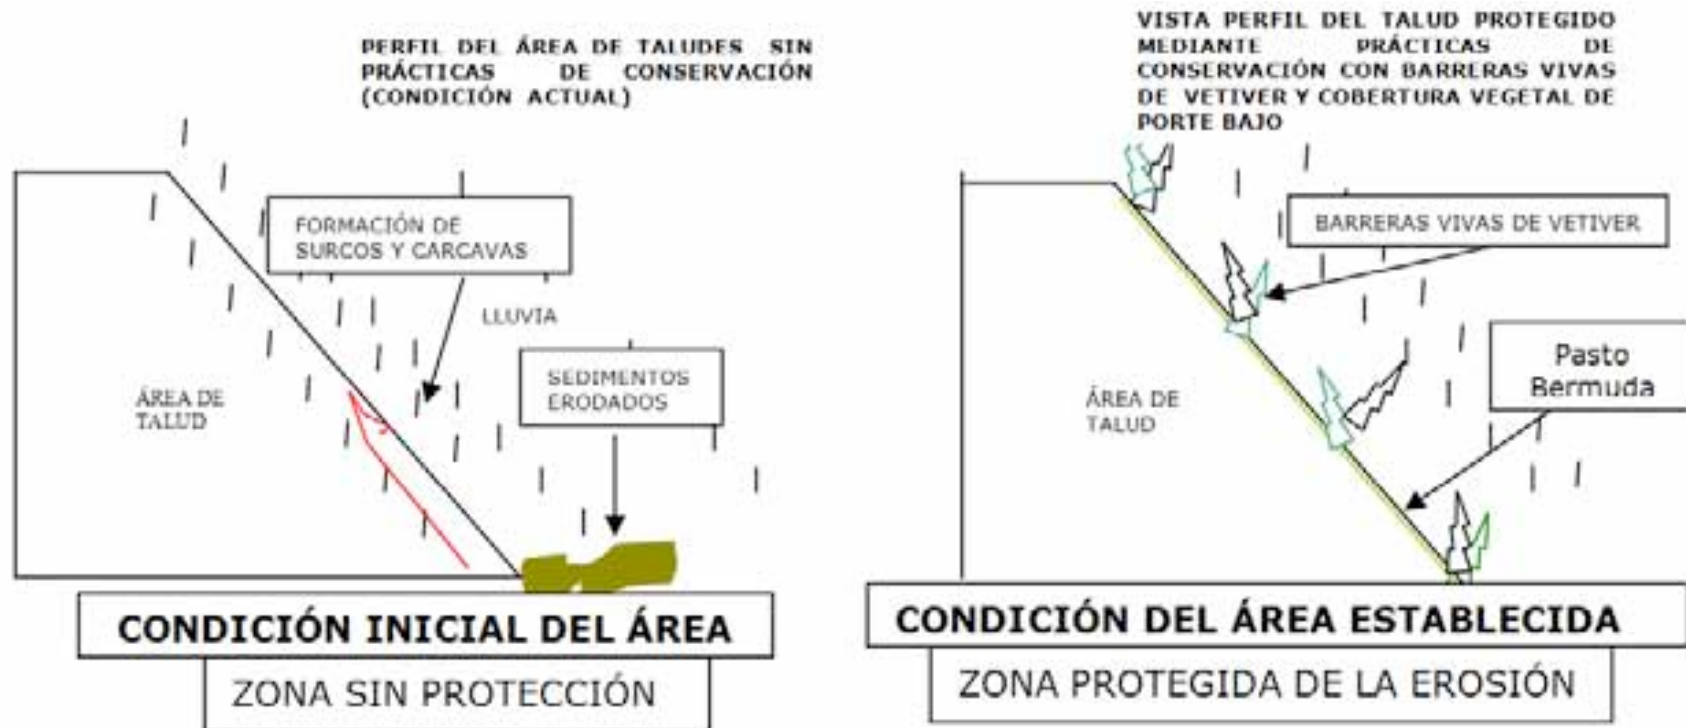 PERFIL DEL ÁREA DE TALUDES SIN
PRÁCTICAS DE CONSERVACIÓN
(CONDICIÓN ACTUAL)
FORMACIÓN DE
SURCOS Y CARCAVAS
LLUVIA
SEDIMENTOS
ERODADOS
ÁREA DE
TALUD
CONDICIÓN INICIAL DEL ÁREA
ZONA SIN PROTECCIÓN
VISTA PERFIL DEL TALUD PROTEGIDO
MEDIANTE PRÁCTICAS DE
CONSERVACIÓN CON BARRERAS VIVAS
DE VETIVER Y COBERTURA VEGETAL DE
PORTE BAJO
BARRERAS VIVAS DE VETIVER
Pasto
Bermuda
ÁREA DE
TALUD
CONDICIÓN DEL ÁREA ESTABLECIDA
ZONA PROTEGIDA DE LA EROSIÓN